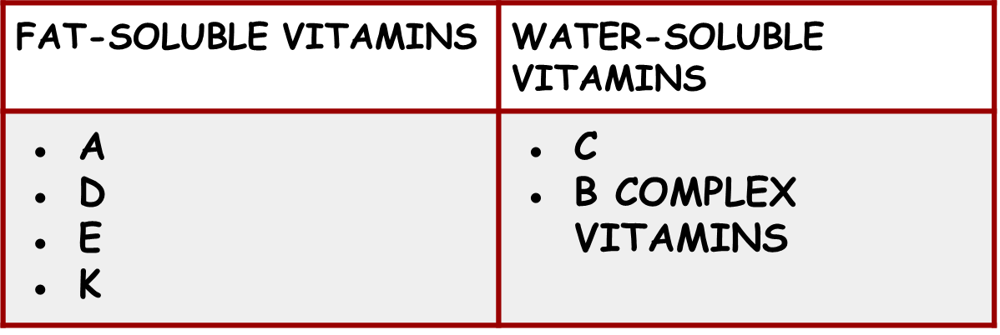 FAT-SOLUBLE VITAMINS
WATER-SOLUBLE
VITAMINS
• A
• D
• E
• K
• C
• B COMPLEX
VITAMINS